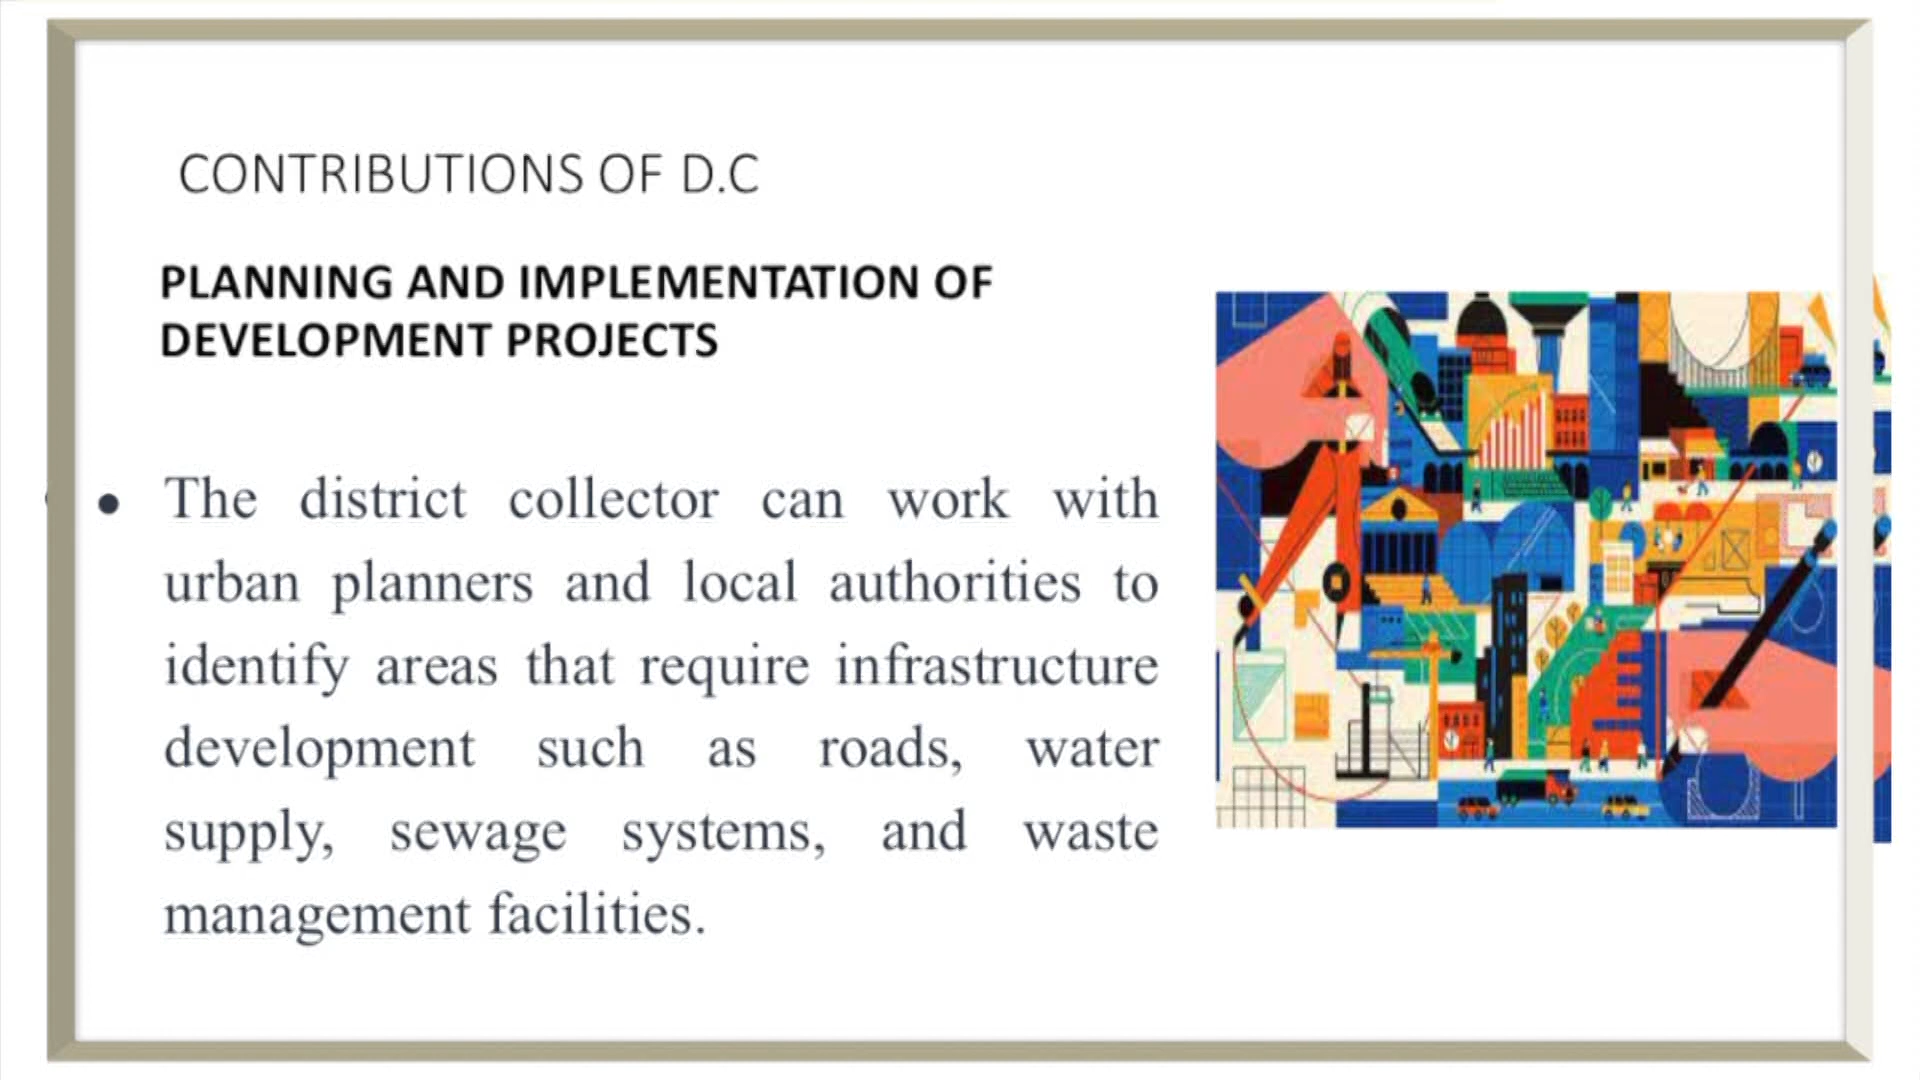 CONTRIBUTIONS OF D.C
PLANNING AND IMPLEMENTATION OF
DEVELOPMENT PROJECTS
• The district collector can work with
urban planners and local authorities to
identify areas that require infrastructure
development such as roads, water
supply, sewage systems, and waste
management facilities.